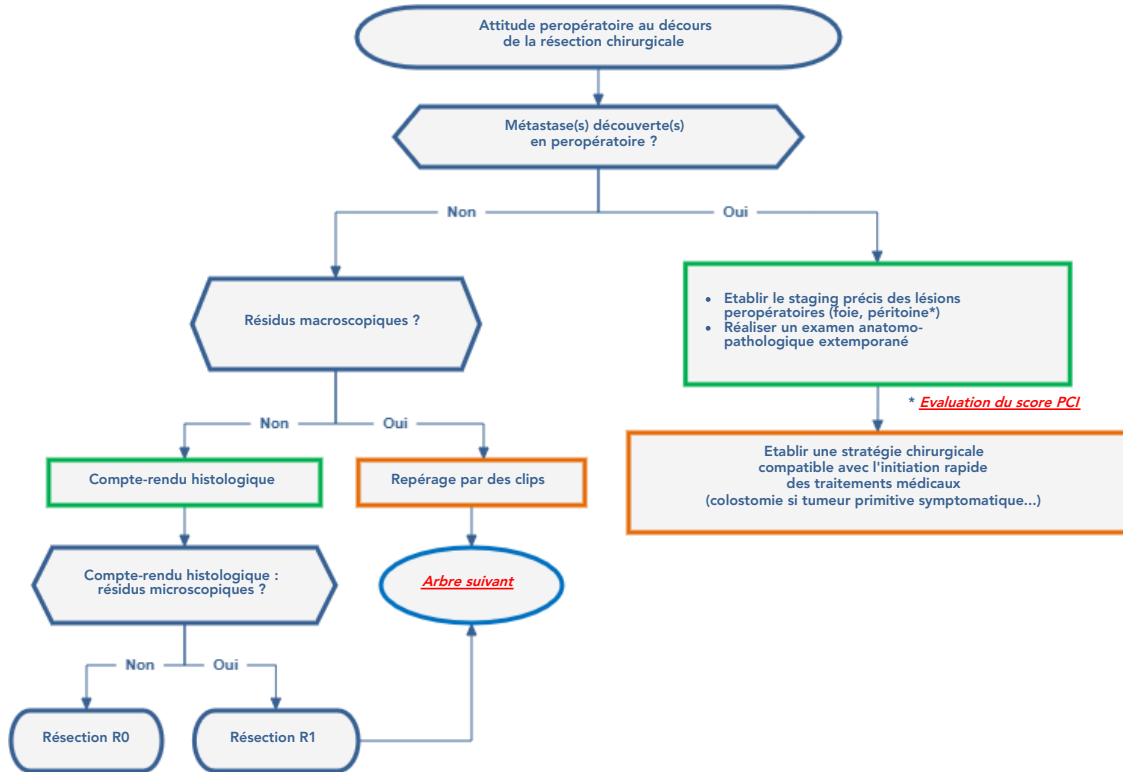 Attitude peropératoire au décours
de la résection chirurgicale
Métastase(s) découverte(s)
en peropératoire ?
Non
Oui
Résidus macroscopiques ?
• Etablir le staging précis des lésions
peropératoires (foie, péritoine*)
• Réaliser un examen anatomo-
pathologique extemporané
* Evaluation du score PCI
Non
Oui
Compte-rendu histologique
Repérage par des clips
Etablir une stratégie chirurgicale
compatible avec l'initiation rapide
des traitements médicaux
(colostomie si tumeur primitive symptomatique...)
Compte-rendu histologique :
résidus microscopiques ?
Arbre suivant
Non
Oui
Résection R0
Résection R1